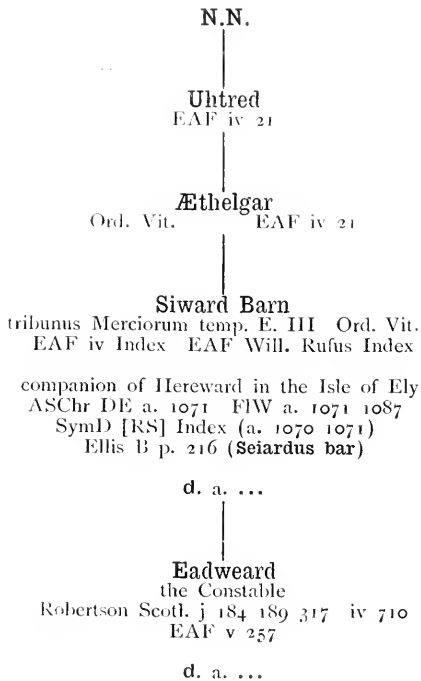 N.N.
Uhtred
EAF iv 21
Æthelgar
Ord. Vit. EAF iv 21
Siward Barn
tribunus Merciorum temp. E. III Ord. Vit.
EAF iv Index EAF Will. Rufus Index
companion of Hereward in the Isle of Ely
ASChr DE a. 1071 FlW a. 1071 1087
SymD [RS] Index (a. 1070 1071)
Ellis B p. 216 (Seiardus bar)
d. a. ...
Eadweard
the Constable
Robertson Scotl. j 184 189 317 iv 710
EAF v 257
d. a. ...